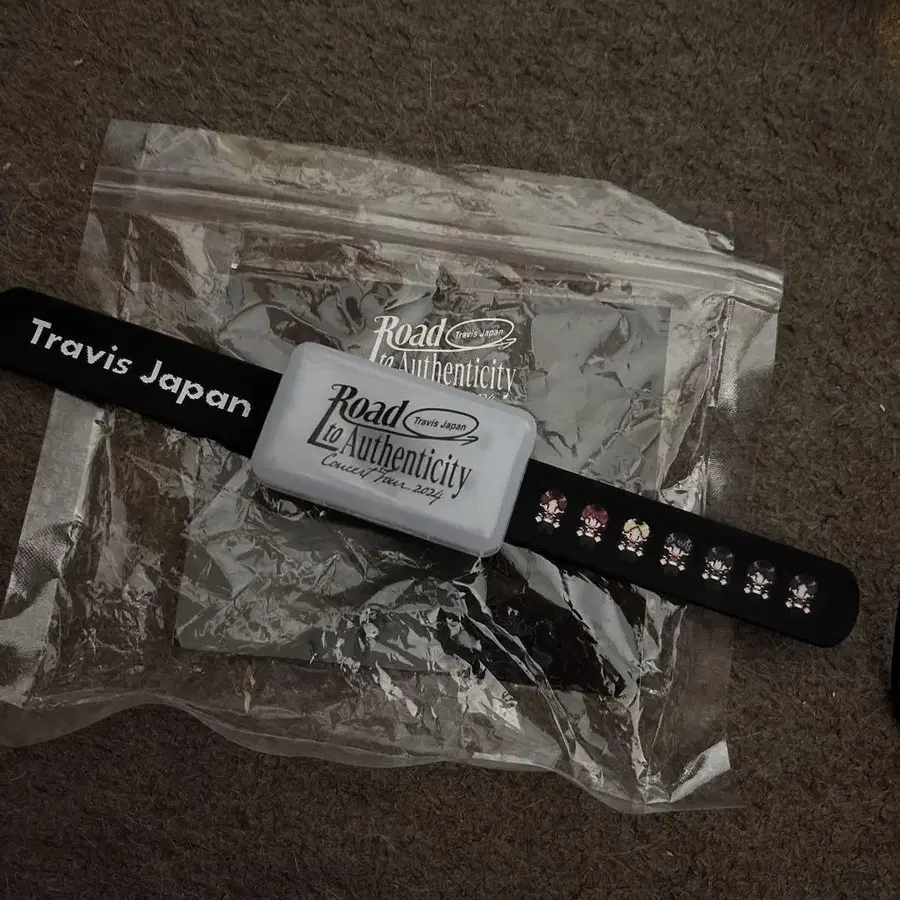 Road Travis Japan
to Authenticity
Travis Japan
Road Travis Japan
to Authenticity
Concert Tour 2024